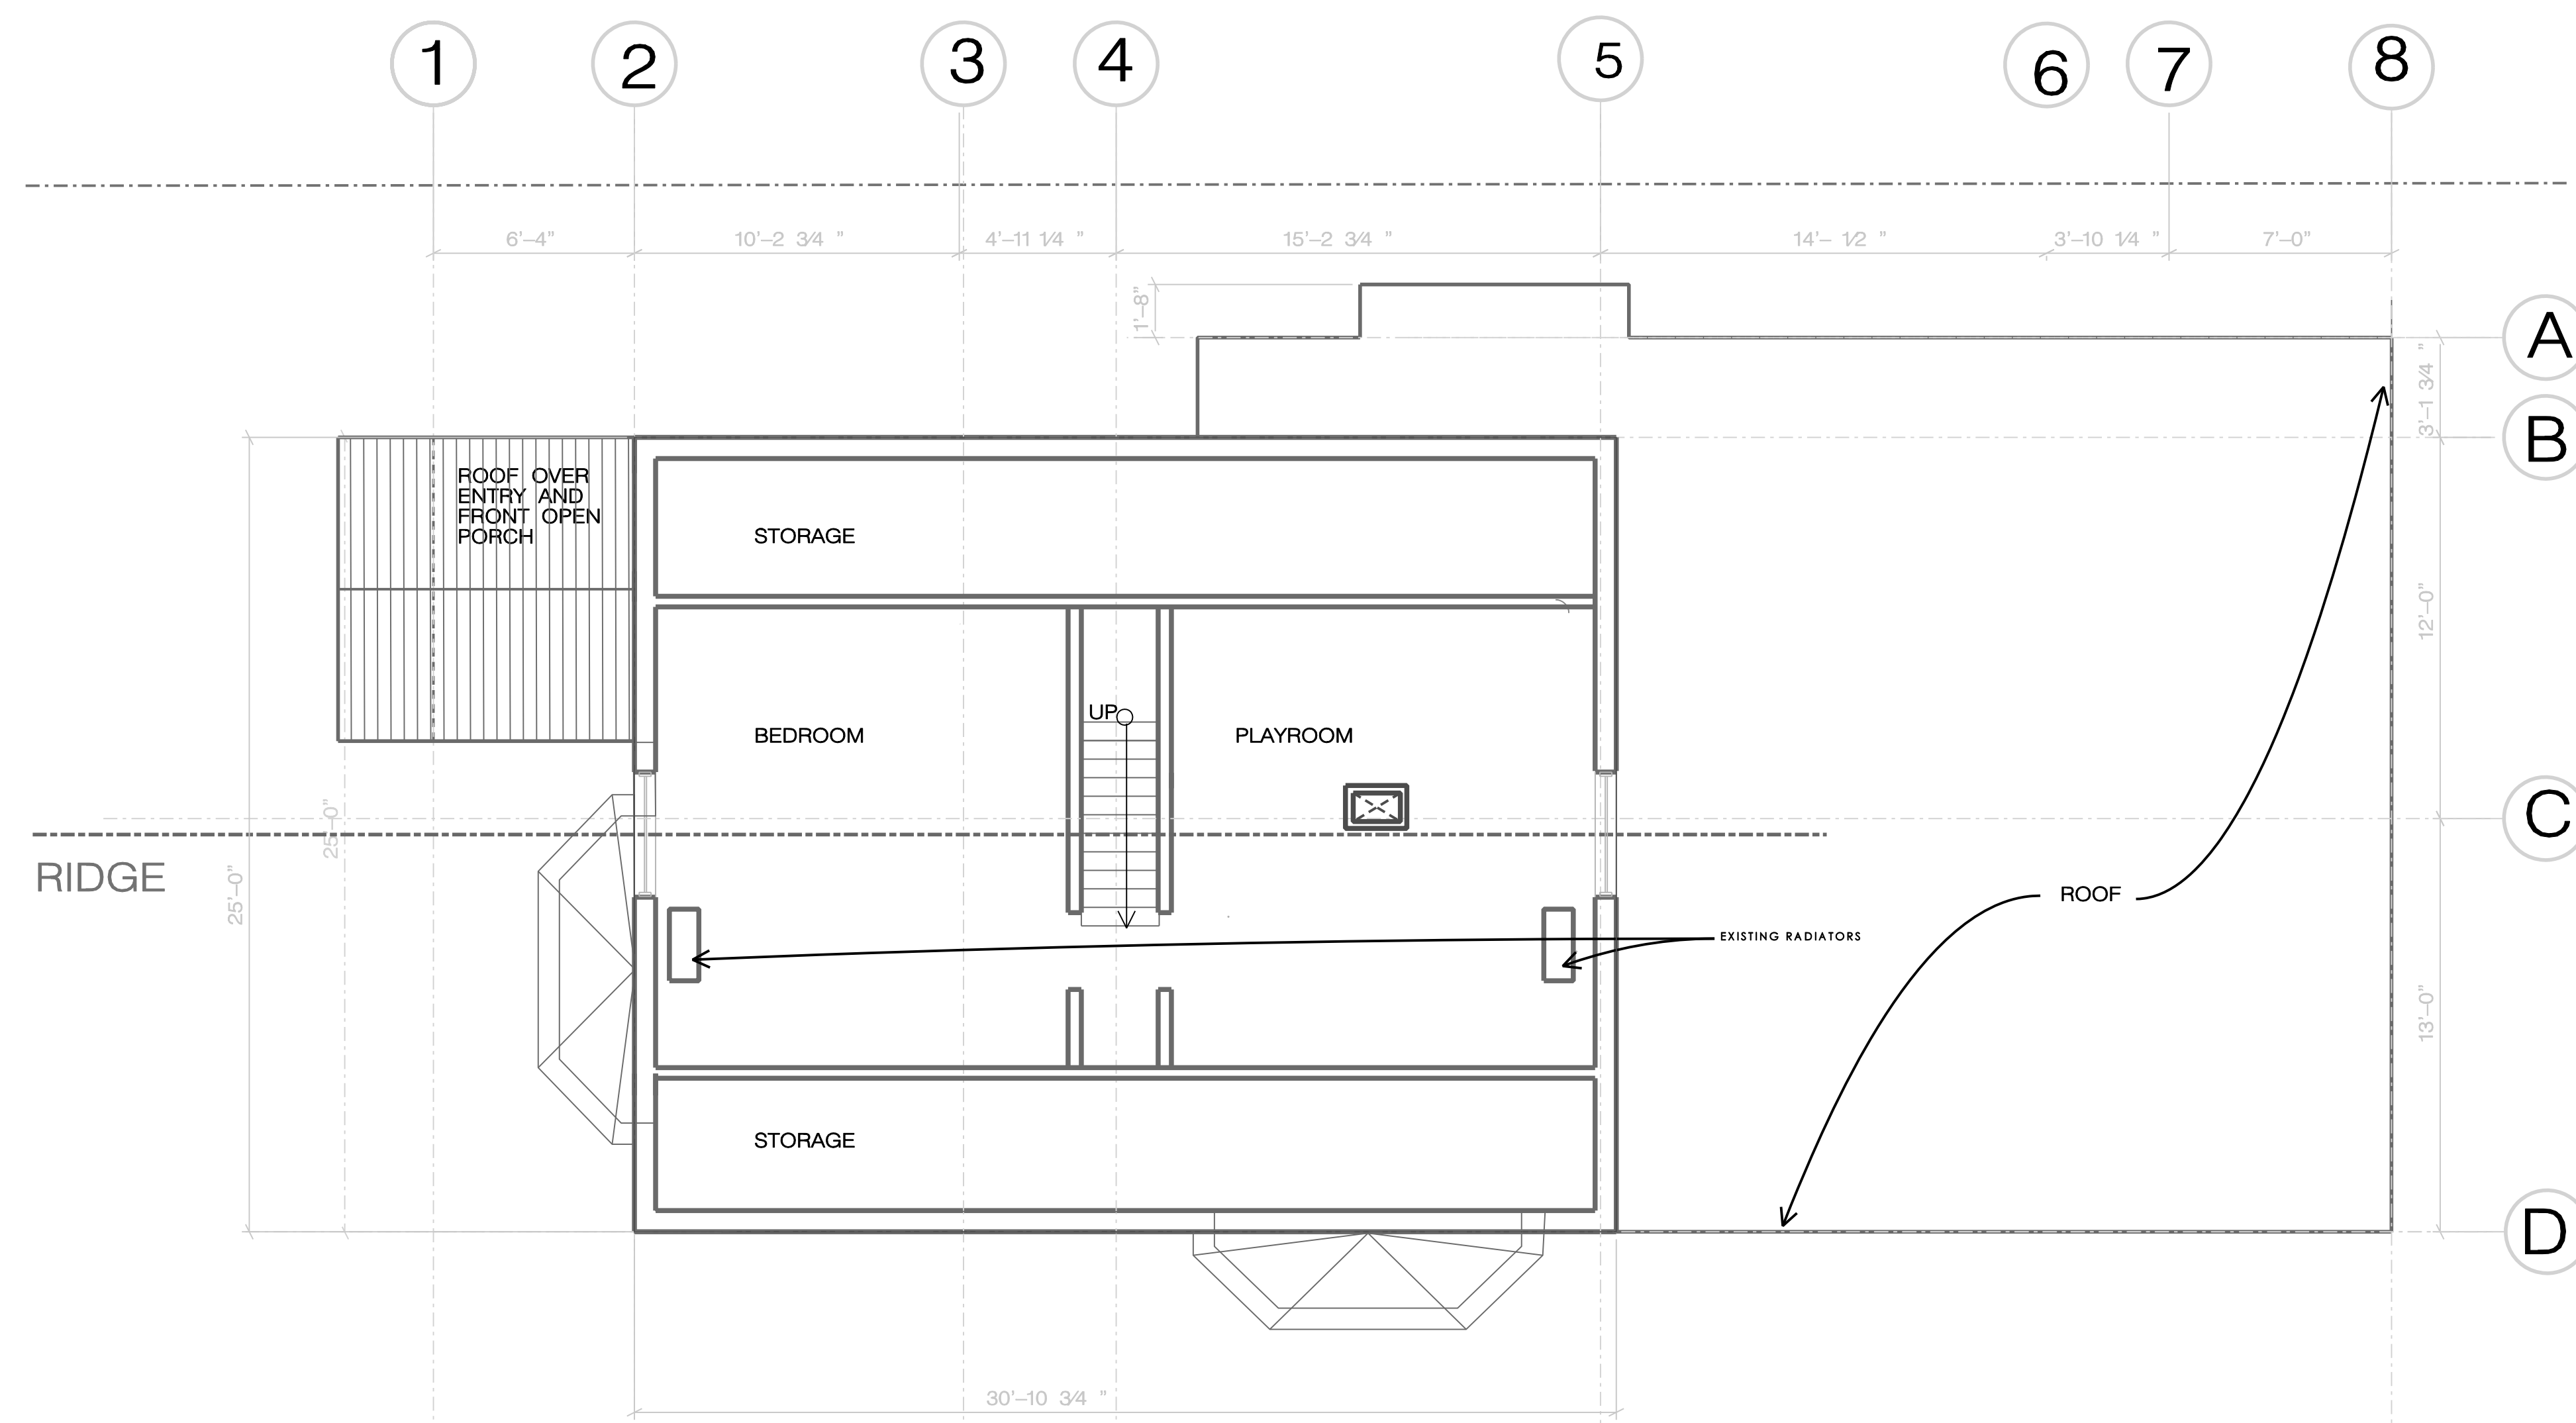 1 2 3 4 5 6 7 8
6'–4" 10'–2 3/4 " 4'–11 1/4 " 15'–2 3/4 " 14'– 1/2 " 3'–10 1/4 " 7'–0"
1'–8"
A
3'–1 3/4 "
B
ROOF OVER
ENTRY AND
FRONT OPEN
PORCH
STORAGE
12'–0"
UP
BEDROOM
PLAYROOM
C
25'–0"
RIDGE
25'–0"
ROOF
EXISTING RADIATORS
13'–0"
STORAGE
D
30'–10 3/4 "